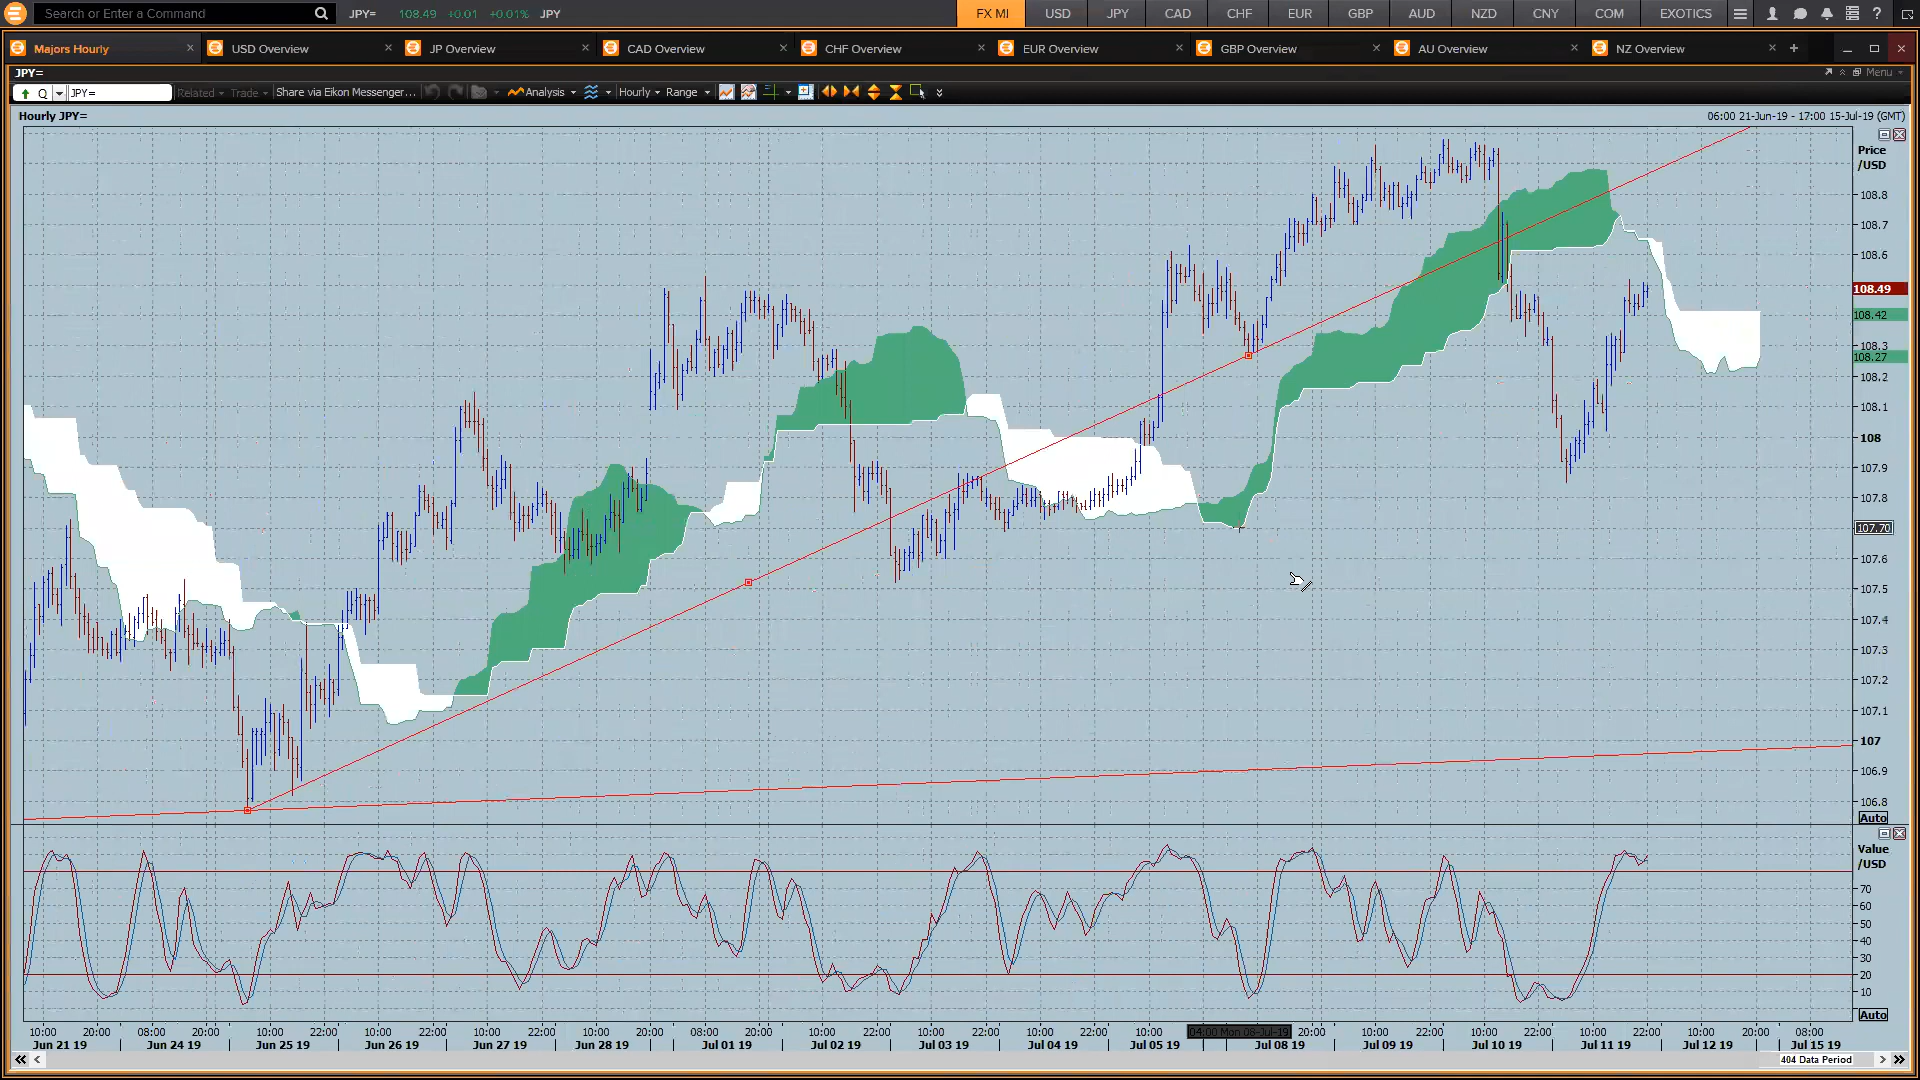 Search or Enter a Command JPY= 108.49 +0.01 +0.01% JPY FX MI USD JPY CAD CHF EUR GBP AUD NZD CNY COM EXOTICS
Majors Hourly USD Overview JP Overview CAD Overview CHF Overview EUR Overview GBP Overview AU Overview NZ Overview
JPY= Menu
Q JPY= Related Trade Share via Eikon Messenger... Analysis Hourly Range
Hourly JPY= 06:00 21-Jun-19 - 17:00 15-Jul-19 (GMT)
Price
/USD
108.8
108.7
108.6
108.49
108.42
108.3
108.27
108.2
108.1
108
107.9
107.8
107.70
107.6
107.5
107.4
107.3
107.2
107.1
107
106.9
106.8
Auto
Value
/USD
70
60
50
40
30
20
10
Auto
10:00 20:00 08:00 20:00 10:00 22:00 10:00 22:00 10:00 22:00 10:00 22:00 08:00 20:00 10:00 22:00 10:00 22:00 10:00 22:00 10:00 04:00 Mon 08-Jul-19 20:00 10:00 22:00 10:00 22:00 10:00 22:00 10:00 20:00 08:00
Jun 21 19 Jun 24 19 Jun 25 19 Jun 26 19 Jun 27 19 Jun 28 19 Jul 01 19 Jul 02 19 Jul 03 19 Jul 04 19 Jul 05 19 Jul 08 19 Jul 09 19 Jul 10 19 Jul 11 19 Jul 12 19 Jul 15 19
404 Data Period